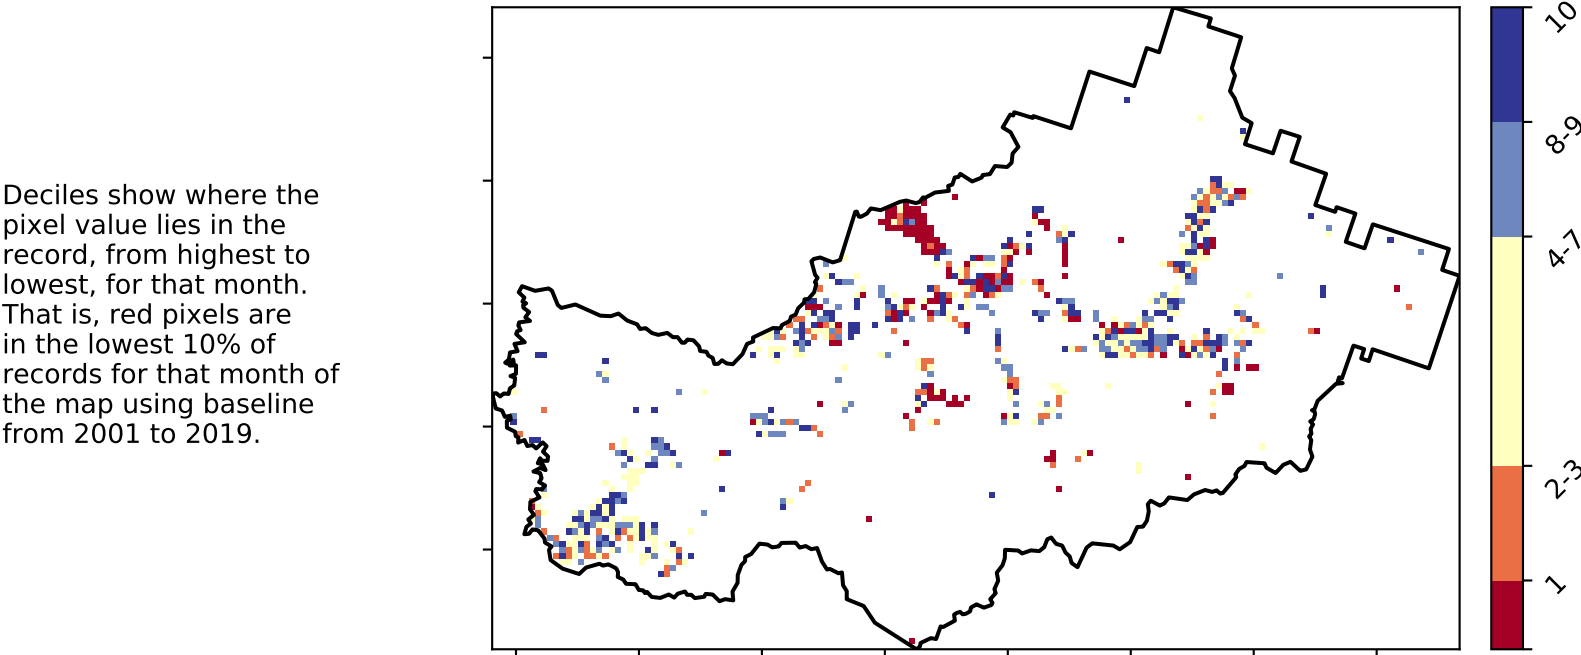 Deciles show where the
pixel value lies in the
record, from highest to
lowest, for that month.
That is, red pixels are
in the lowest 10% of
records for that month of
the map using baseline
from 2001 to 2019.
10
8-9
4-7
2-3
1